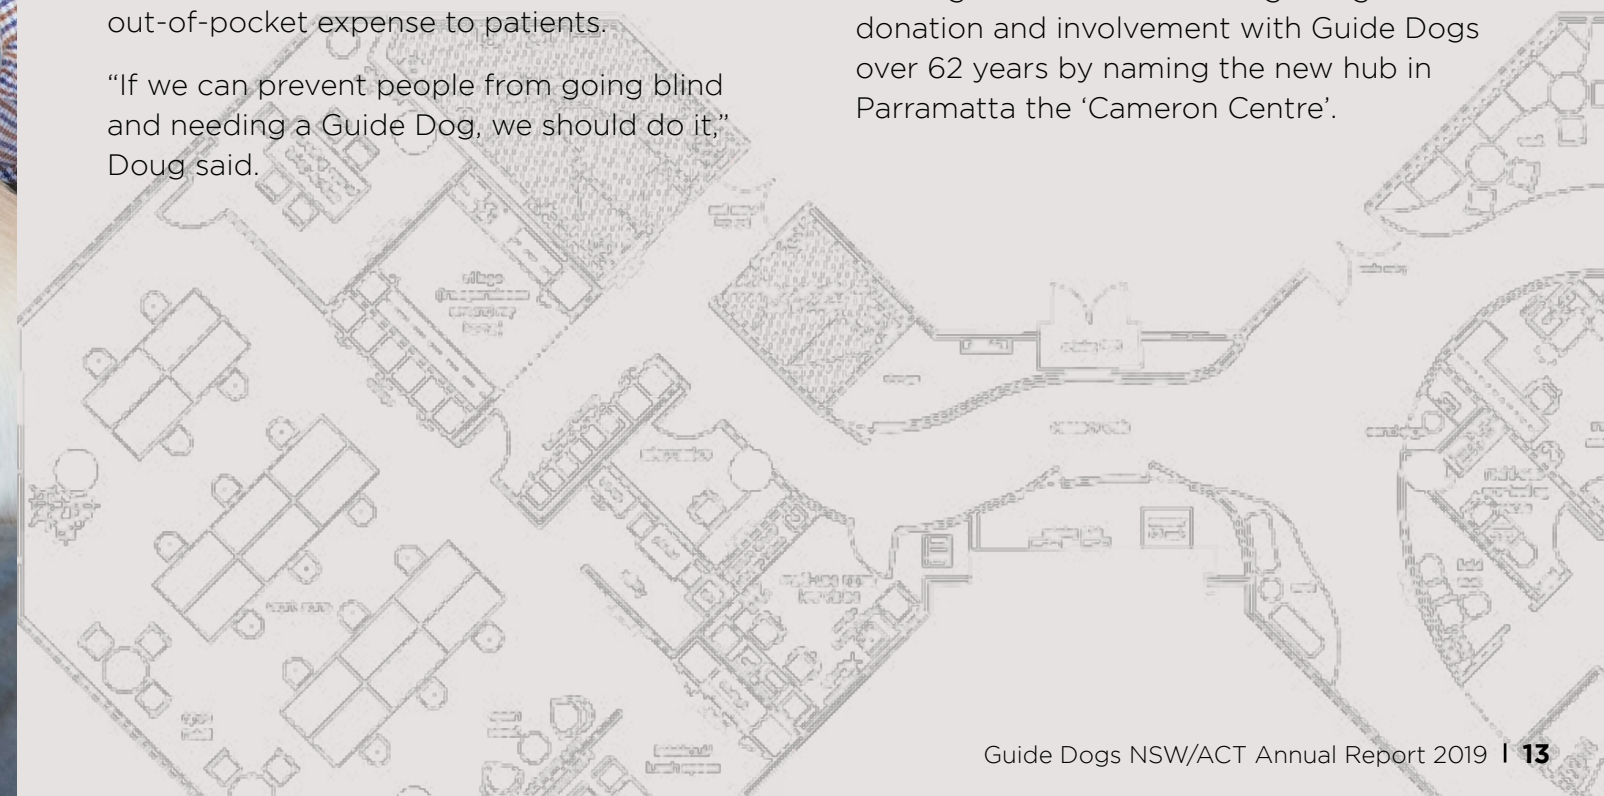 out-of-pocket expense to patients.
“If we can prevent people from going blind
and needing a Guide Dog, we should do it,”
Doug said.
donation and involvement with Guide Dogs
over 62 years by naming the new hub in
Parramatta the ‘Cameron Centre’.
Guide Dogs NSW/ACT Annual Report 2019 | 13